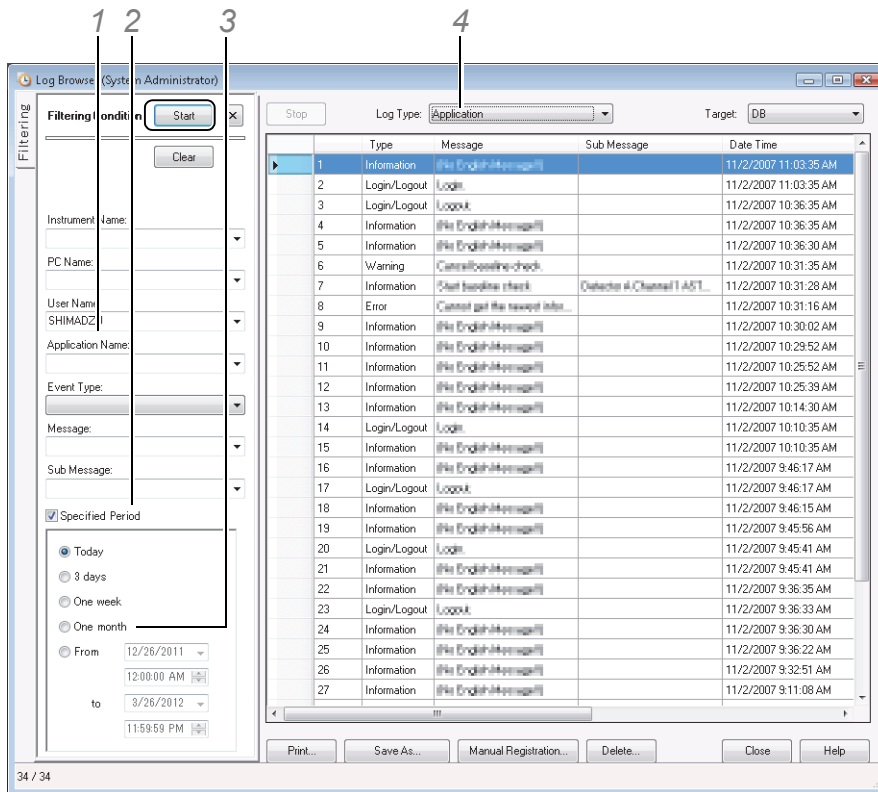 1 2 3 4
Log Browser (System Administrator)
Filtering
Filtering Condition Start
Stop Log Type: Application Target: DB
Clear
Instrument Name:
PC Name:
User Name
SHIMADZU
Application Name:
Event Type:
Message:
Sub Message:
Specified Period
Today
3 days
One week
One month
From 12/26/2011
12:00:00 AM
to 3/26/2012
11:59:59 PM
Type Message Sub Message Date Time
1 Information 11/2/2007 11:03:35 AM
2 Login/Logout Login. 11/2/2007 11:03:35 AM
3 Login/Logout Logout. 11/2/2007 10:36:35 AM
4 Information 11/2/2007 10:36:35 AM
5 Information 11/2/2007 10:36:30 AM
6 Warning 11/2/2007 10:31:35 AM
7 Information 11/2/2007 10:31:28 AM
8 Error 11/2/2007 10:31:16 AM
9 Information 11/2/2007 10:30:02 AM
10 Information 11/2/2007 10:29:52 AM
11 Information 11/2/2007 10:25:52 AM
12 Information 11/2/2007 10:25:39 AM
13 Information 11/2/2007 10:14:30 AM
14 Login/Logout Login. 11/2/2007 10:10:35 AM
15 Information 11/2/2007 10:10:35 AM
16 Information 11/2/2007 9:46:17 AM
17 Login/Logout Logout. 11/2/2007 9:46:17 AM
18 Information 11/2/2007 9:46:15 AM
19 Information 11/2/2007 9:45:56 AM
20 Login/Logout Login. 11/2/2007 9:45:41 AM
21 Information 11/2/2007 9:45:41 AM
22 Information 11/2/2007 9:36:35 AM
23 Login/Logout Logout. 11/2/2007 9:36:33 AM
24 Information 11/2/2007 9:36:30 AM
25 Information 11/2/2007 9:36:22 AM
26 Information 11/2/2007 9:32:51 AM
27 Information 11/2/2007 9:11:08 AM
Print... Save As... Manual Registration... Delete... Close Help
34 / 34